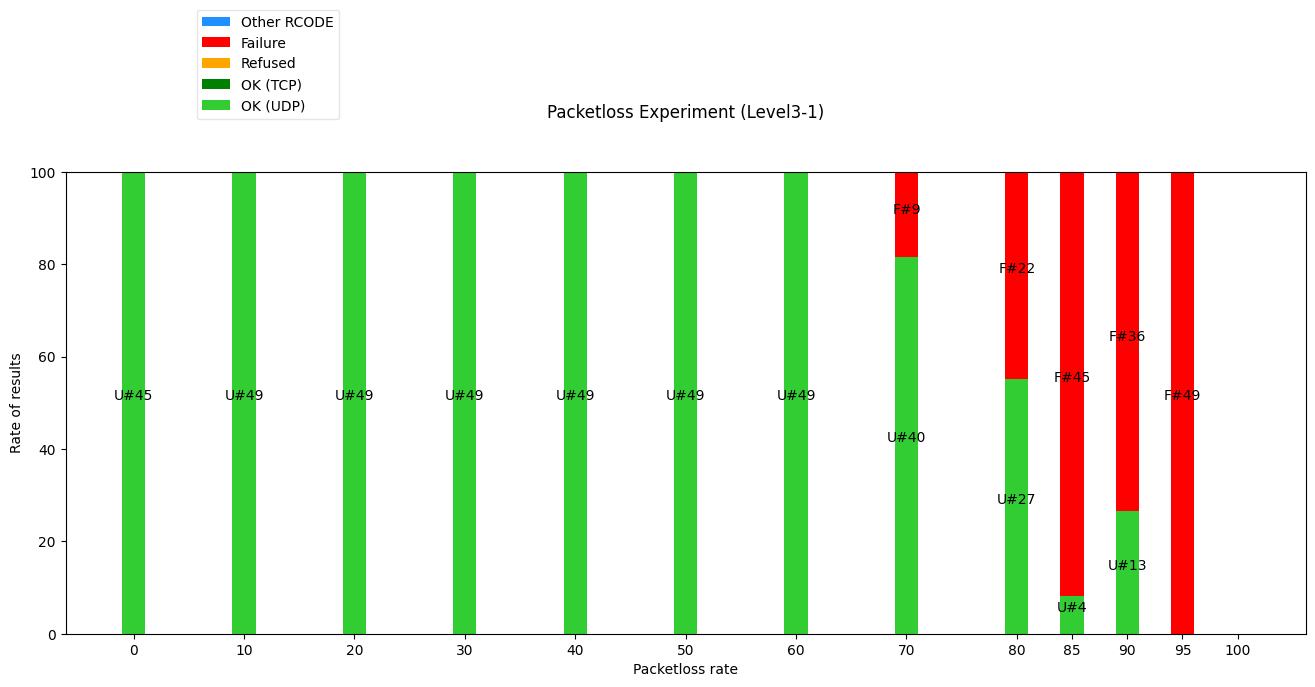 Other RCODE
Failure
Refused
OK (TCP)
OK (UDP)
Packetloss Experiment (Level3-1)
Rate of results
100
80
60
40
20
0
U#45
U#49
U#49
U#49
U#49
U#49
U#49
F#9
U#40
F#22
U#27
F#45
U#4
F#36
U#13
F#49
0 10 20 30 40 50 60 70 80 85 90 95 100
Packetloss rate